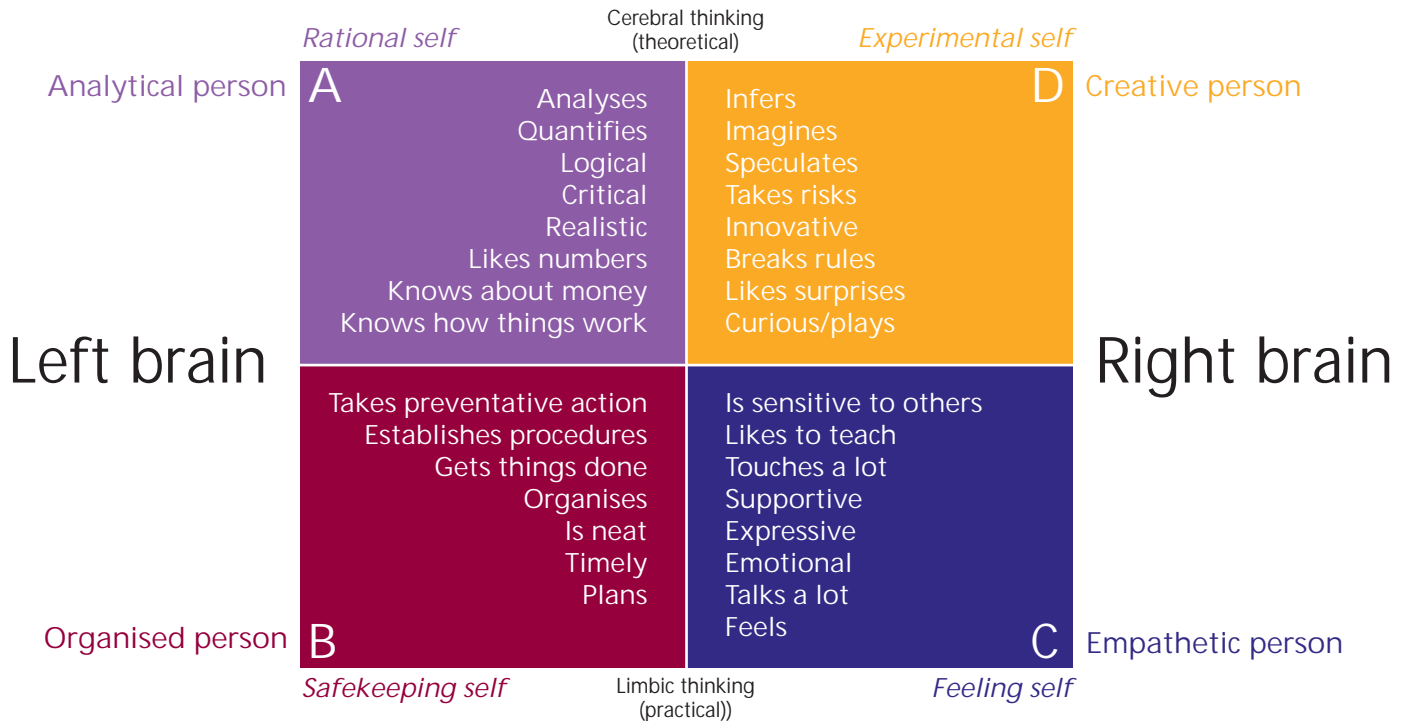 Rational self
Cerebral thinking
(theoretical)
Experimental self
Analytical person
A
Analyses
Quantifies
Logical
Critical
Realistic
Likes numbers
Knows about money
Knows how things work
D
Creative person
Infers
Imagines
Speculates
Takes risks
Innovative
Breaks rules
Likes surprises
Curious/plays
Left brain
Right brain
Takes preventative action
Establishes procedures
Gets things done
Organises
Is neat
Timely
Plans
Organised person
B
Is sensitive to others
Likes to teach
Touches a lot
Supportive
Expressive
Emotional
Talks a lot
Feels
C
Empathetic person
Safekeeping self
Limbic thinking
(practical))
Feeling self